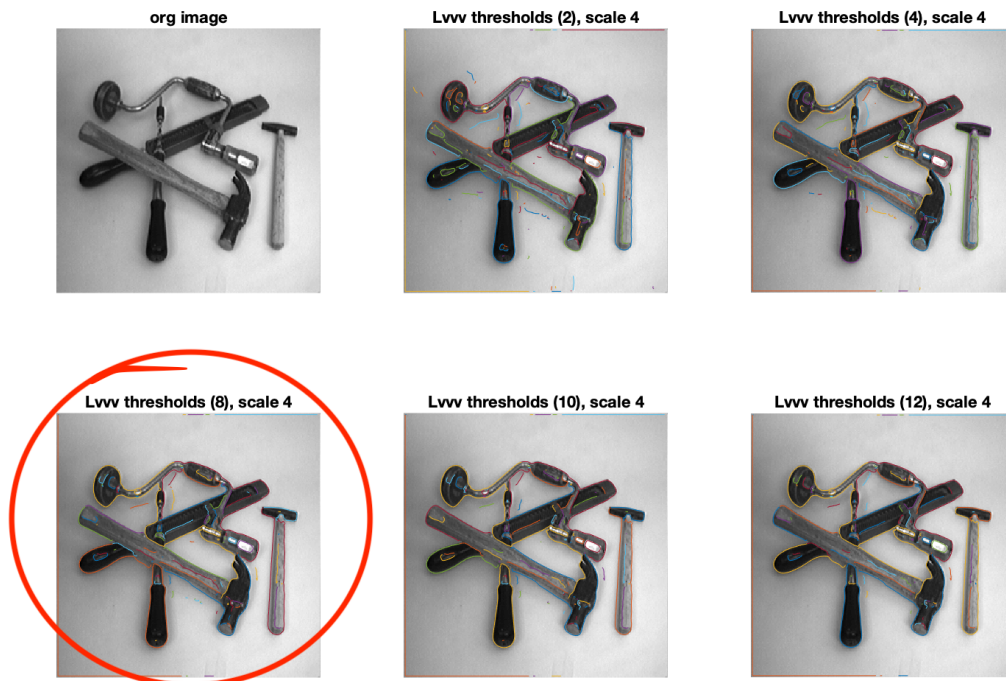 org image
Lvvv thresholds (2), scale 4
Lvvv thresholds (4), scale 4
Lvvv thresholds (8), scale 4
Lvvv thresholds (10), scale 4
Lvvv thresholds (12), scale 4